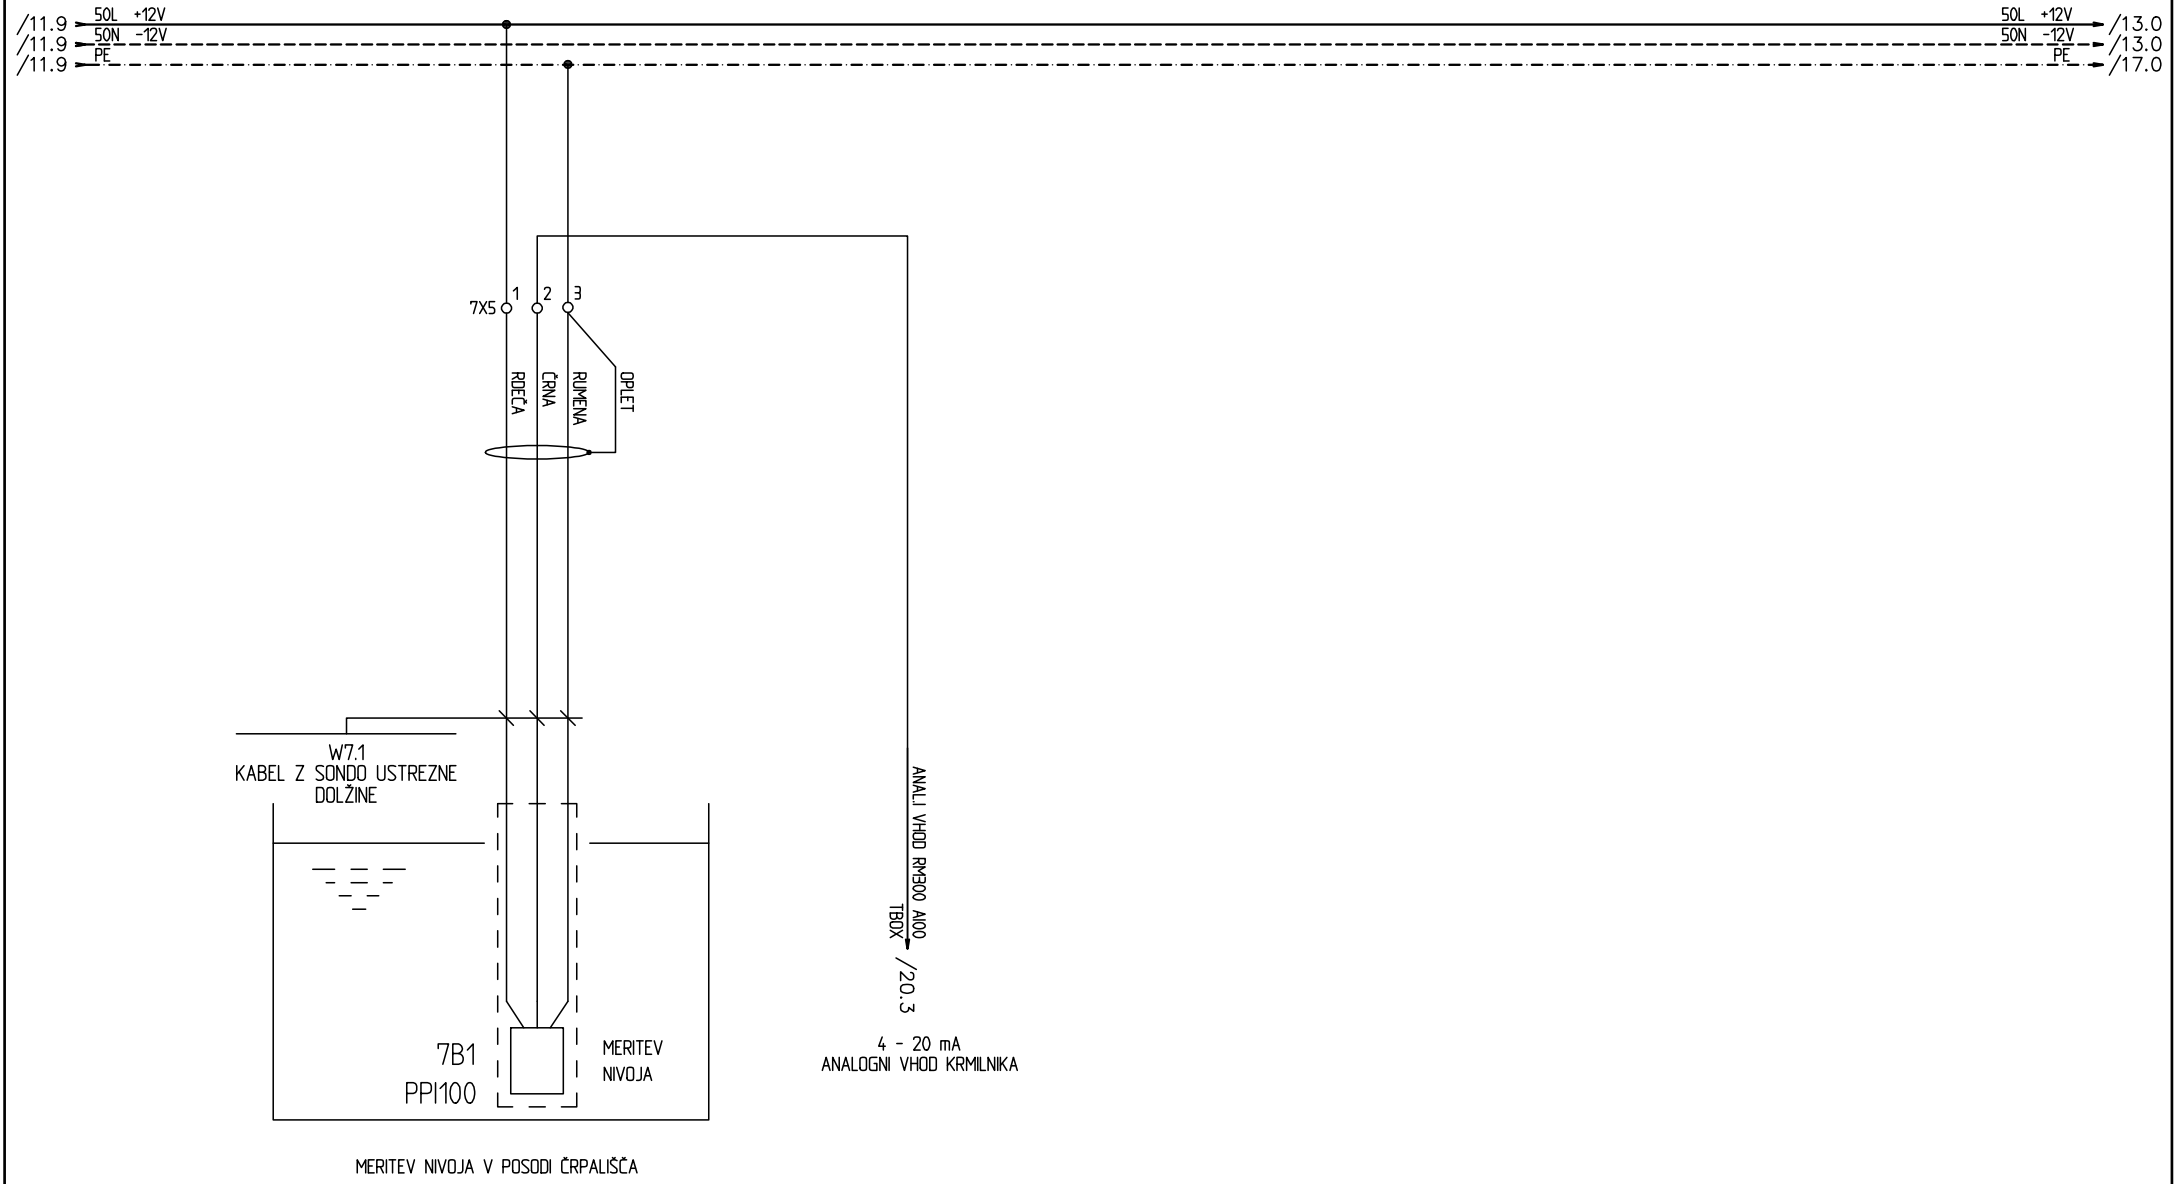 /11.9 50L +12V 50L +12V /13.0
/11.9 50N -12V 50N -12V /13.0
/11.9 PE PE /17.0
7X5 1 2 3
RDEČA
ČRNA
RUMENA
OPLET
W7.1
KABEL Z SONDO USTREZNE
DOLŽINE
ANAL.I VHOD RM300 AI00
TBOX
/20.3
4 - 20 mA
ANALOGNI VHOD KRMILNIKA
7B1
PPI100
MERITEV
NIVOJA
MERITEV NIVOJA V POSODI ČRPALIŠČA